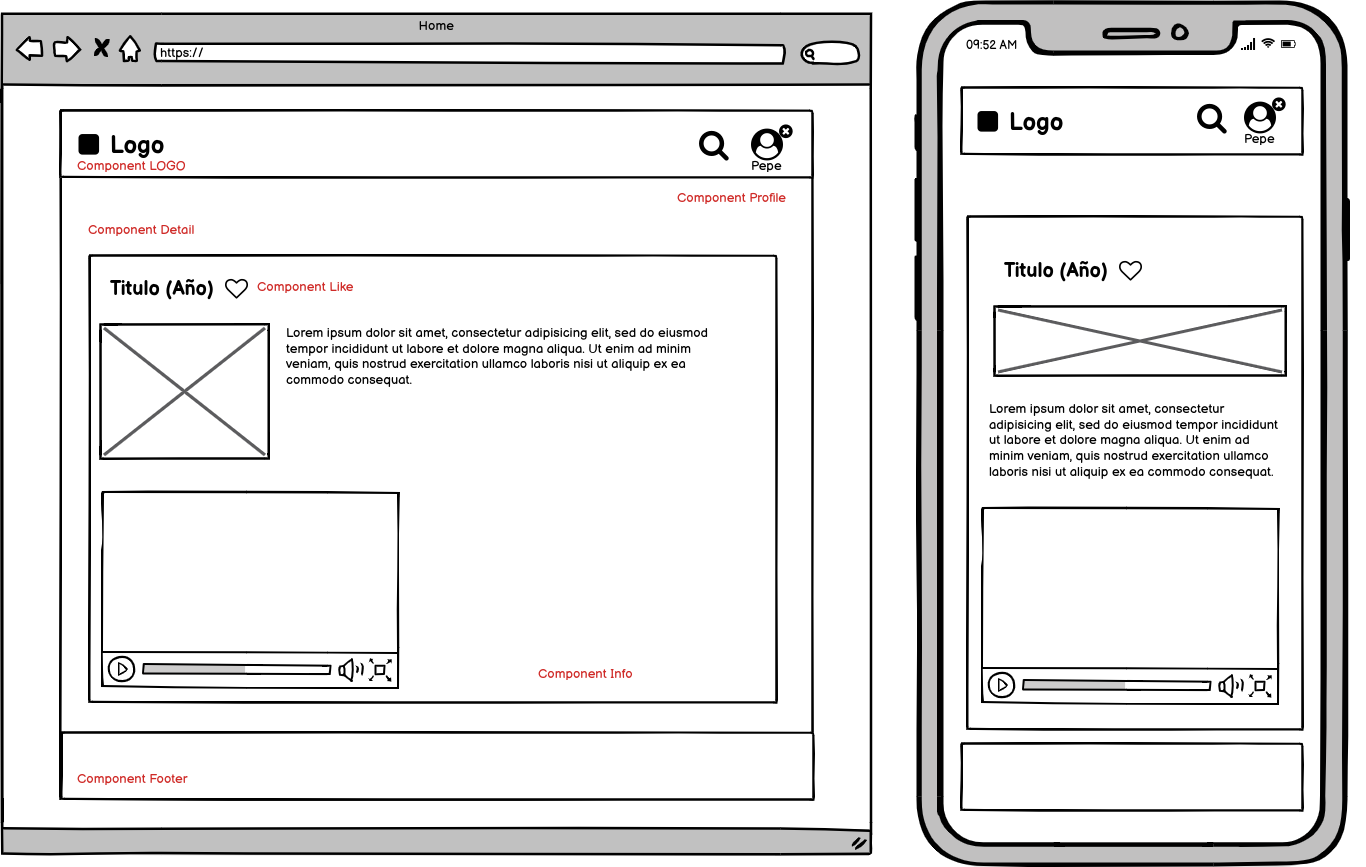 Home
https://
Logo
Component LOGO
Pepe
Component Profile
Component Detail
Titulo (Año)
Component Like
Lorem ipsum dolor sit amet, consectetur adipisicing elit, sed do eiusmod
tempor incididunt ut labore et dolore magna aliqua. Ut enim ad minim
veniam, quis nostrud exercitation ullamco laboris nisi ut aliquip ex ea
commodo consequat.
Component Info
Component Footer
09:52 AM
Logo
Pepe
Titulo (Año)
Lorem ipsum dolor sit amet, consectetur
adipisicing elit, sed do eiusmod tempor incididunt
ut labore et dolore magna aliqua. Ut enim ad
minim veniam, quis nostrud exercitation ullamco
laboris nisi ut aliquip ex ea commodo consequat.